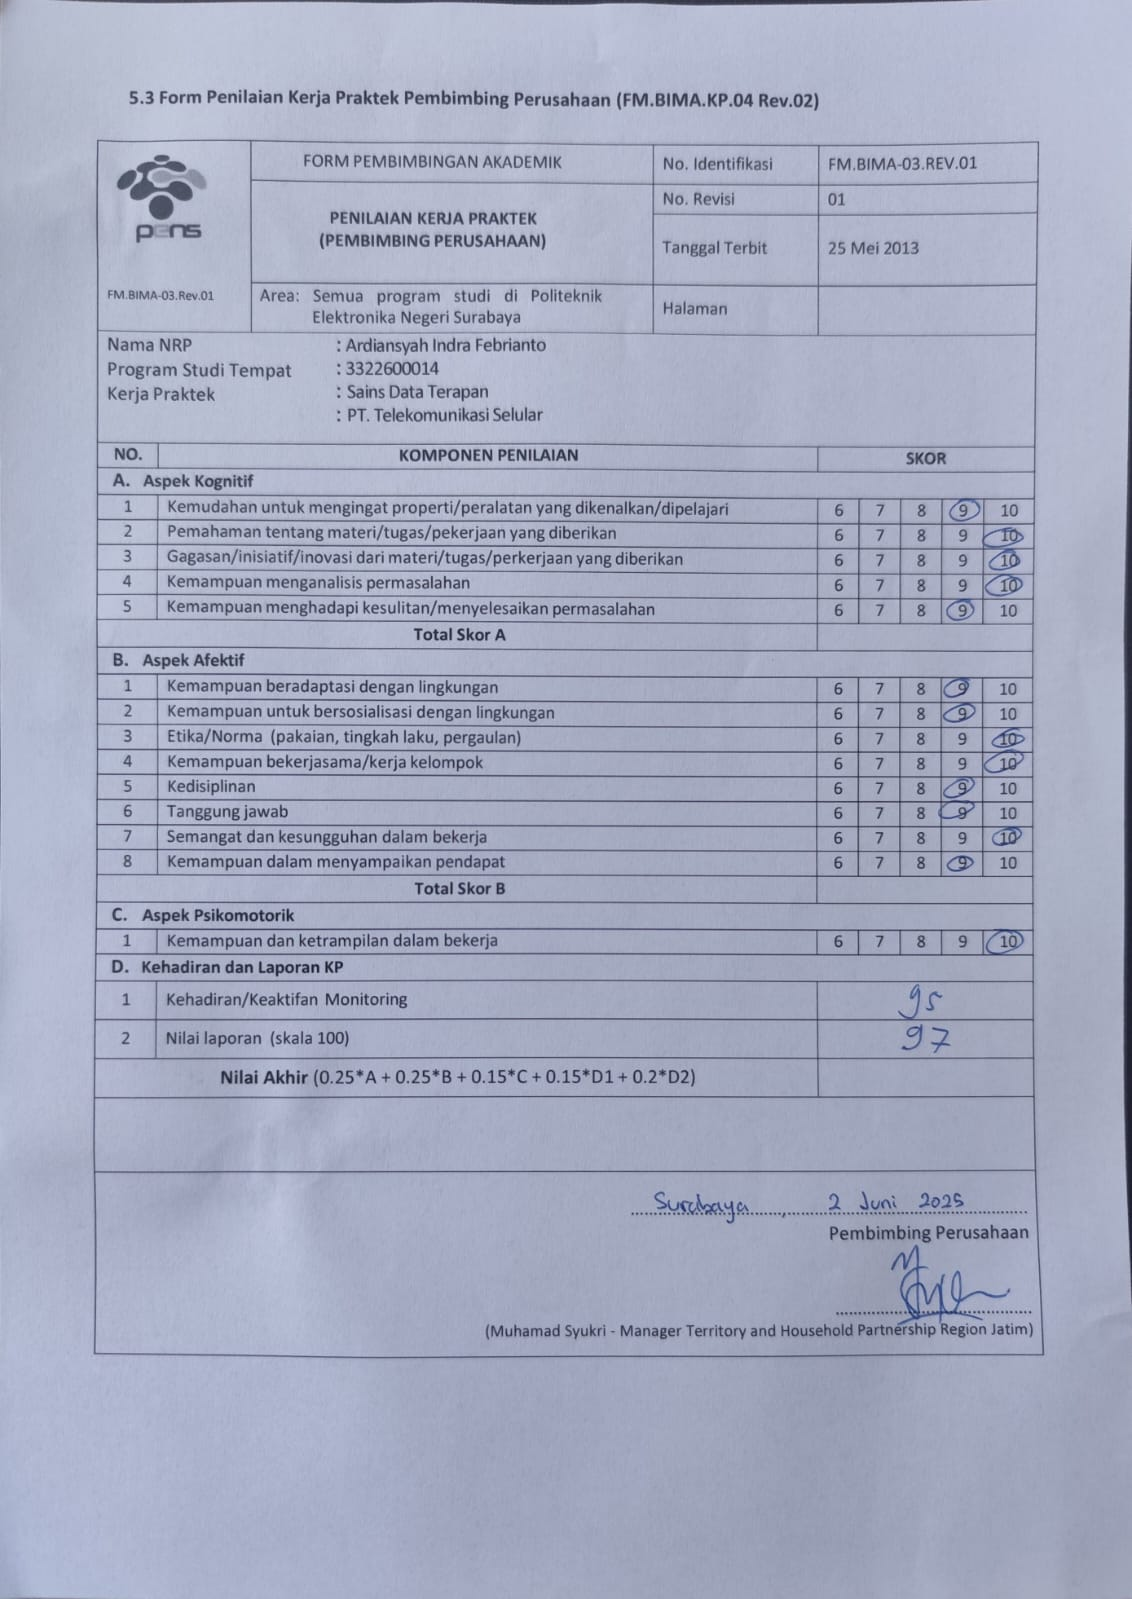 5.3 Form Penilaian Kerja Praktek Pembimbing Perusahaan (FM.BIMA.KP.04 Rev.02)
pens
FM.BIMA-03.Rev.01
FORM PEMBIMBINGAN AKADEMIK
No. Identifikasi
FM.BIMA-03.REV.01
PENILAIAN KERJA PRAKTEK
(PEMBIMBING PERUSAHAAN)
No. Revisi
01
Tanggal Terbit
25 Mei 2013
Area: Semua program studi di Politeknik
Elektronika Negeri Surabaya
Halaman
Nama NRP : Ardiansyah Indra Febrianto
Program Studi Tempat : 3322600014
Kerja Praktek : Sains Data Terapan
: PT. Telekomunikasi Selular
NO. KOMPONEN PENILAIAN SKOR
A. Aspek Kognitif
1 Kemudahan untuk mengingat properti/peralatan yang dikenalkan/dipelajari 6 7 8 9 10
2 Pemahaman tentang materi/tugas/pekerjaan yang diberikan 6 7 8 9 10
3 Gagasan/inisiatif/inovasi dari materi/tugas/perkerjaan yang diberikan 6 7 8 9 10
4 Kemampuan menganalisis permasalahan 6 7 8 9 10
5 Kemampuan menghadapi kesulitan/menyelesaikan permasalahan 6 7 8 9 10
Total Skor A
B. Aspek Afektif
1 Kemampuan beradaptasi dengan lingkungan 6 7 8 9 10
2 Kemampuan untuk bersosialisasi dengan lingkungan 6 7 8 9 10
3 Etika/Norma (pakaian, tingkah laku, pergaulan) 6 7 8 9 10
4 Kemampuan bekerjasama/kerja kelompok 6 7 8 9 10
5 Kedisiplinan 6 7 8 9 10
6 Tanggung jawab 6 7 8 9 10
7 Semangat dan kesungguhan dalam bekerja 6 7 8 9 10
8 Kemampuan dalam menyampaikan pendapat 6 7 8 9 10
Total Skor B
C. Aspek Psikomotorik
1 Kemampuan dan ketrampilan dalam bekerja 6 7 8 9 10
D. Kehadiran dan Laporan KP
1 Kehadiran/Keaktifan Monitoring 95
2 Nilai laporan (skala 100) 97
Nilai Akhir (0.25*A + 0.25*B + 0.15*C + 0.15*D1 + 0.2*D2)
Surabaya, 2 Juni 2025
Pembimbing Perusahaan
(Muhamad Syukri - Manager Territory and Household Partnership Region Jatim)